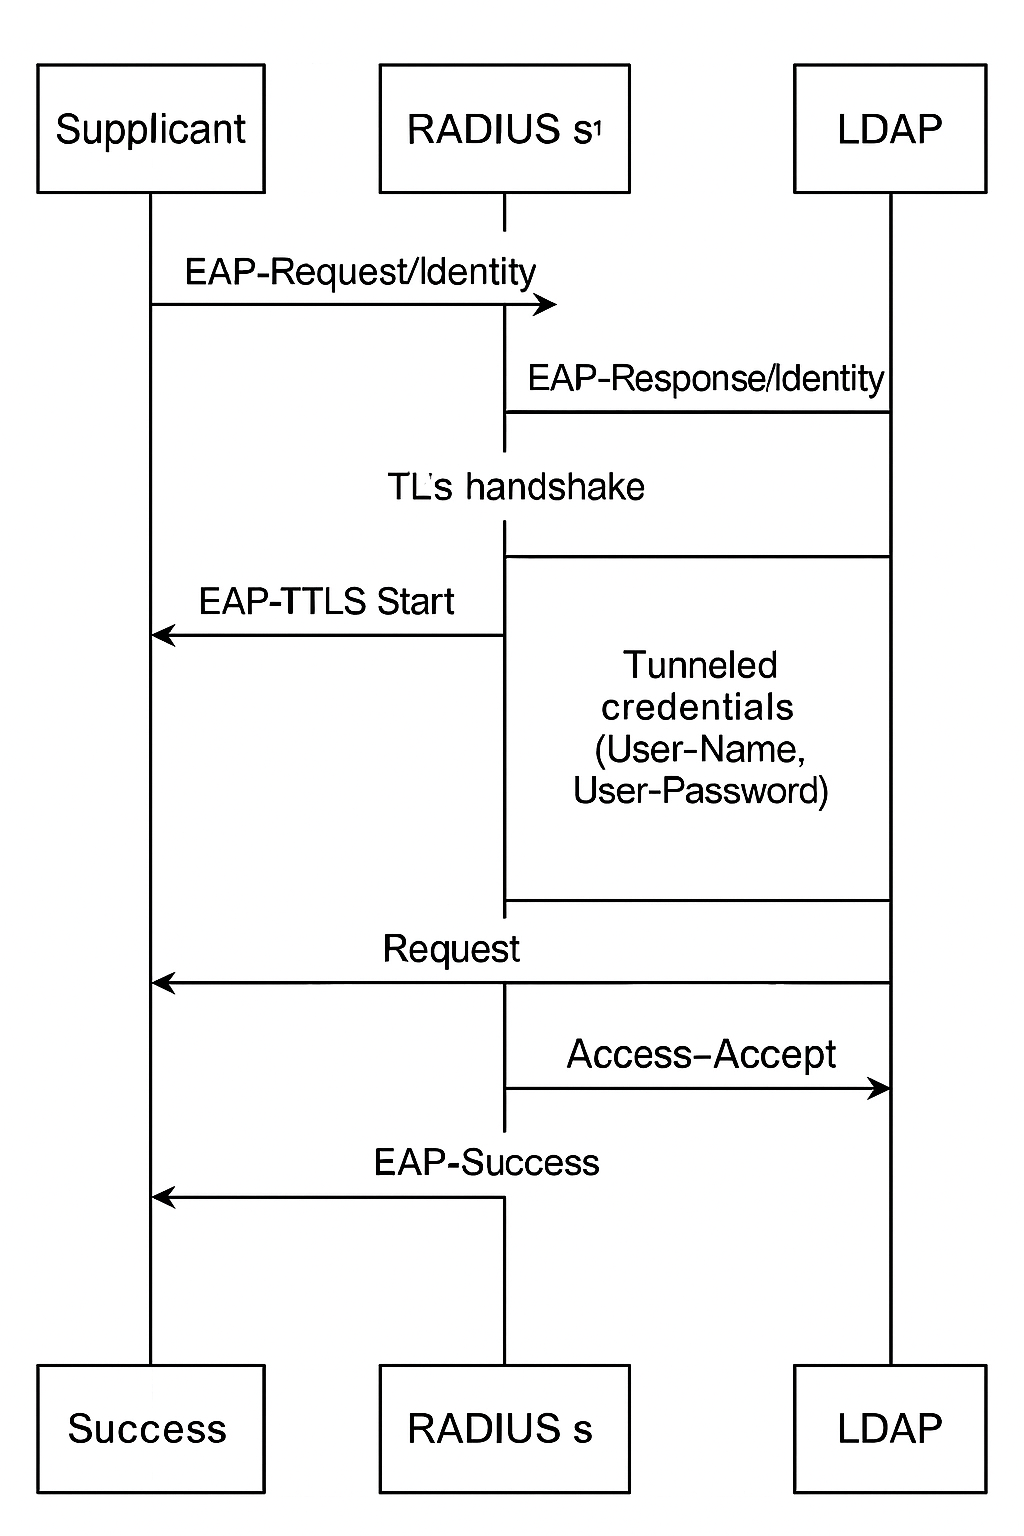 Supplicant
RADIUS s¹
LDAP
EAP-Request/Identity
EAP-Response/Identity
TL's handshake
EAP-TTLS Start
Tunneled
credentials
(User-Name,
User-Password)
Request
Access-Accept
EAP-Success
Success
RADIUS s
LDAP